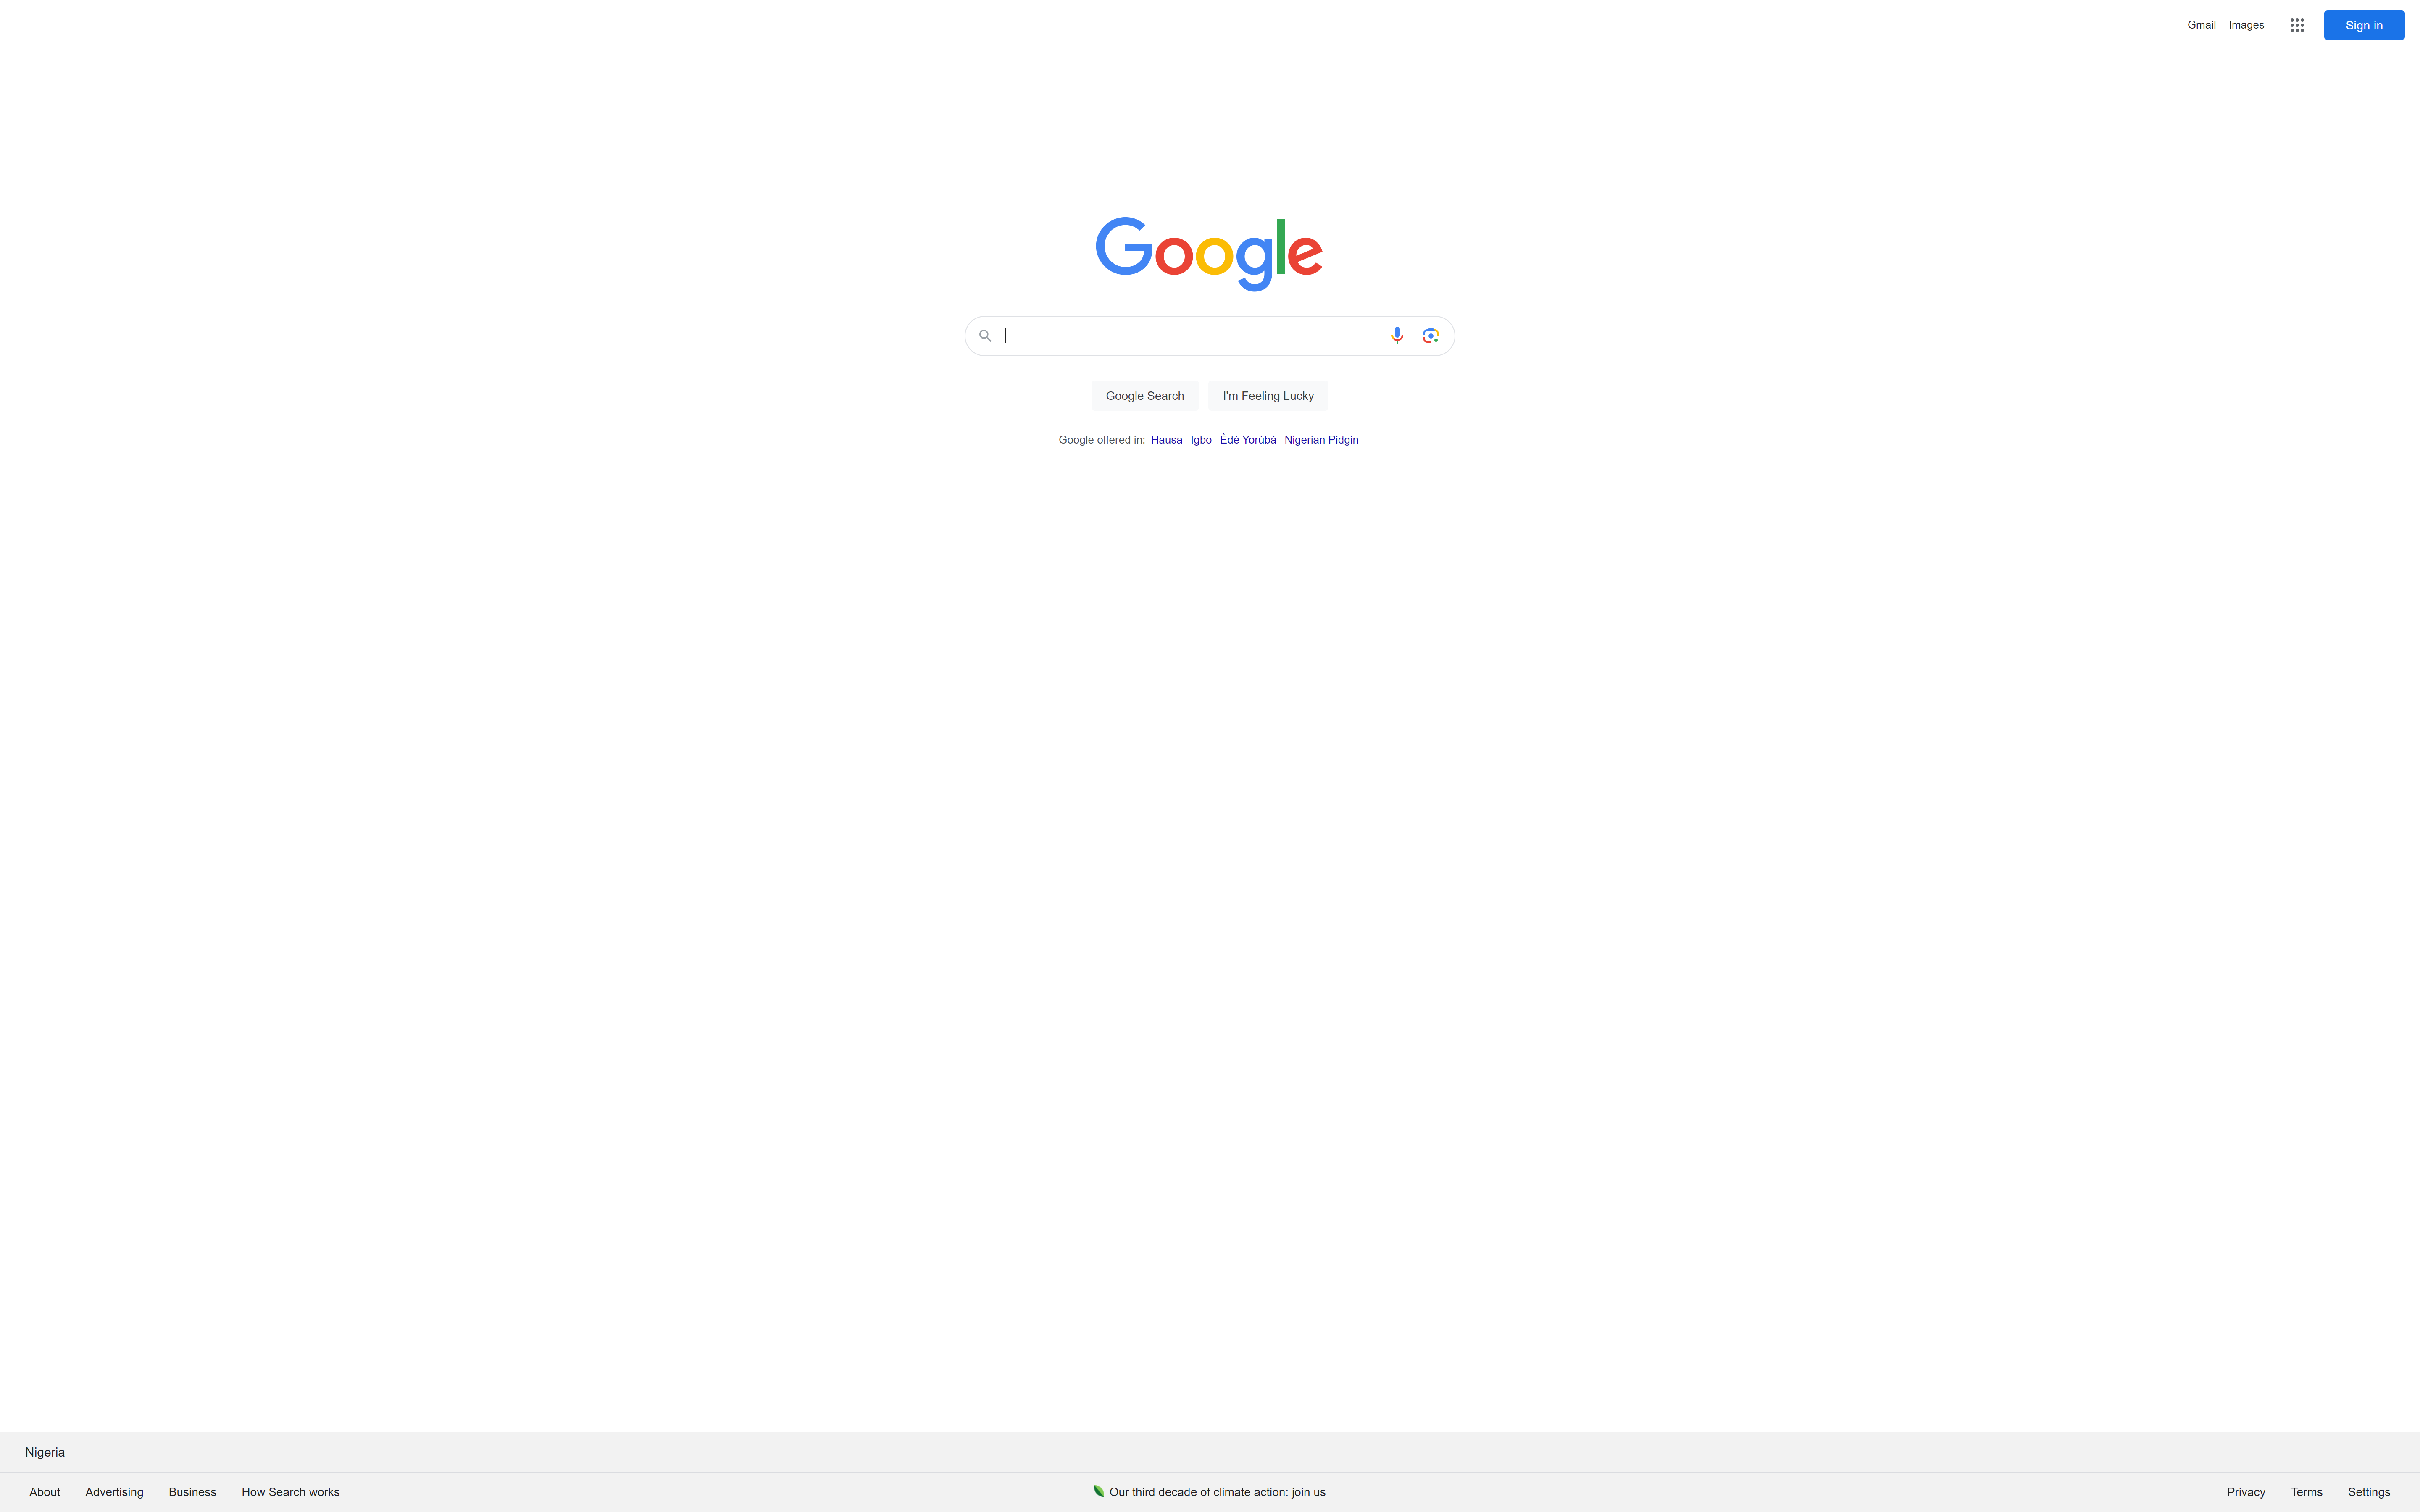 Gmail Images Sign in
Google
Google Search I'm Feeling Lucky
Google offered in: Hausa Igbo Èdè Yorùbá Nigerian Pidgin
Nigeria
About Advertising Business How Search works Our third decade of climate action: join us Privacy Terms Settings